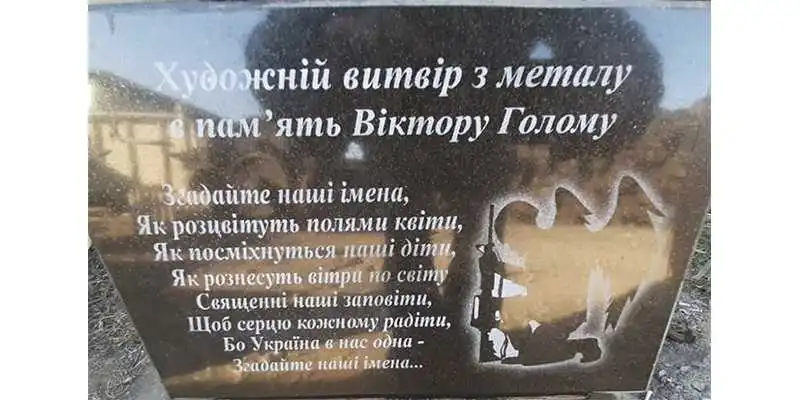 Художній витвір з металу
в пам’ять Віктору Голому
Згадайте наші імена,
Як розцвітуть полями квіти,
Як посміхнуться наші діти,
Як рознесуть вітри по світу
Священні наші заповіти,
Щоб серцю кожному радіти,
Бо Україна в нас одна -
Згадайте наші імена...